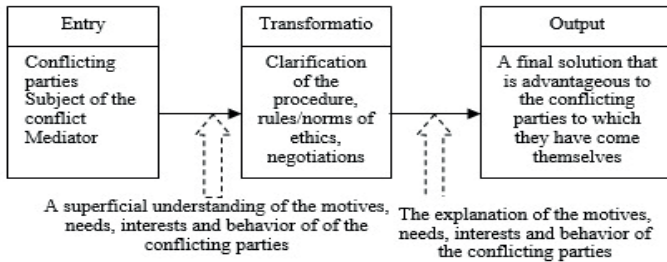 Entry
Conflicting
parties
Subject of the
conflict
Mediator
Transformatio
Clarification
of the
procedure,
rules/norms of
ethics,
negotiations
Output
A final solution that
is advantageous to
the conflicting
parties to which
they have come
themselves
A superficial understanding of the motives,
needs, interests and behavior of of the
conflicting parties
The explanation of the motives,
needs, interests and behavior of
the conflicting parties